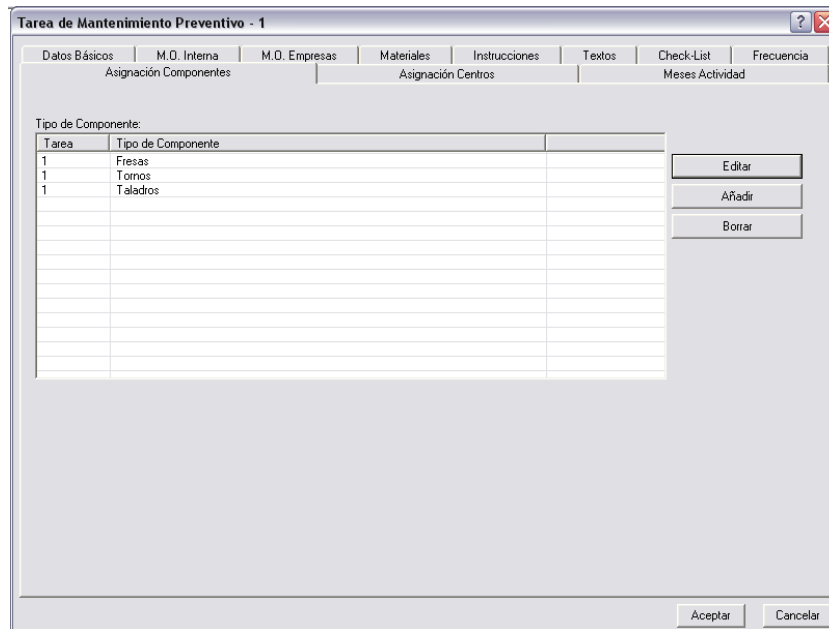 Tarea de Mantenimiento Preventivo - 1
Datos Básicos M.O. Interna M.O. Empresas Materiales Instrucciones Textos Check-List Frecuencia
Asignación Componentes Asignación Centros Meses Actividad
Tipo de Componente:
Tarea Tipo de Componente
1 Fresas
1 Tornos
1 Taladros
Editar
Añadir
Borrar
Aceptar Cancelar